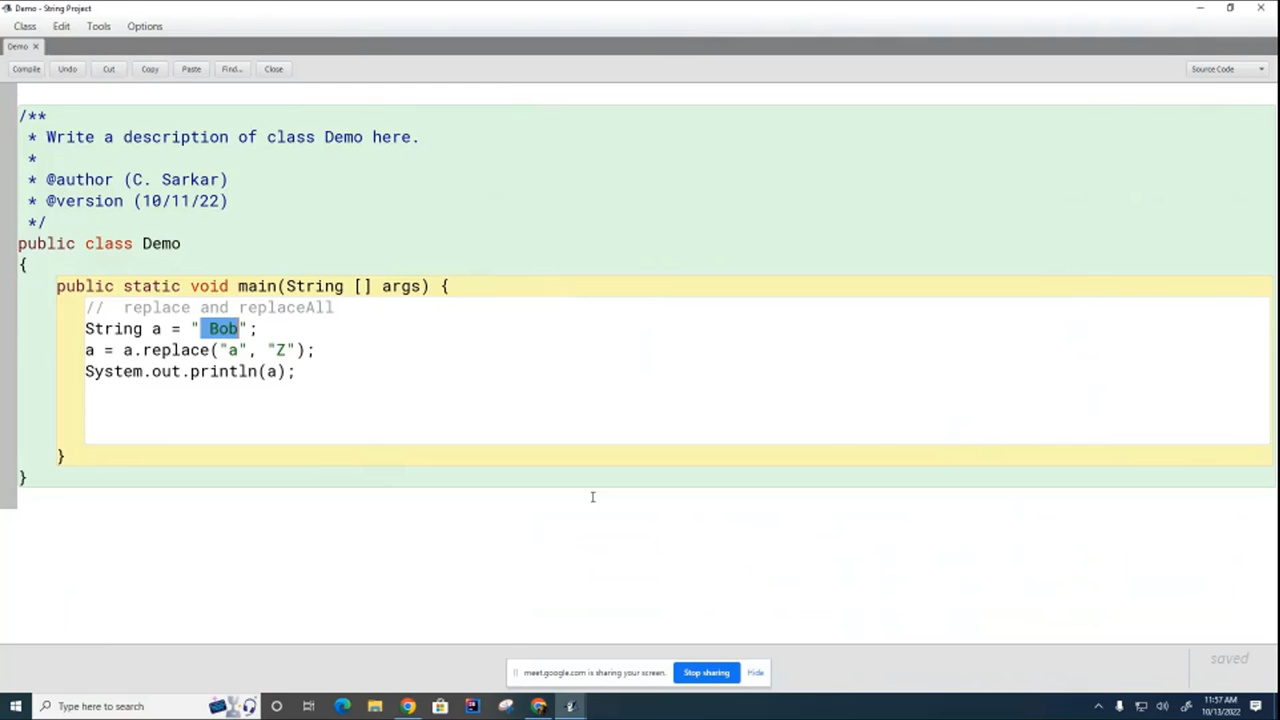 Demo - String Project
Class Edit Tools Options
Demo ×
Compile Undo Cut Copy Paste Find... Close Source Code
/**
* Write a description of class Demo here.
*
* @author (C. Sarkar)
* @version (10/11/22)
*/
public class Demo
{
public static void main(String [] args) {
// replace and replaceAll
String a = " Bob";
a = a.replace("a", "Z");
System.out.println(a);
}
}
saved
meet.google.com is sharing your screen. Stop sharing Hide
Type here to search
11:57 AM
10/13/2022